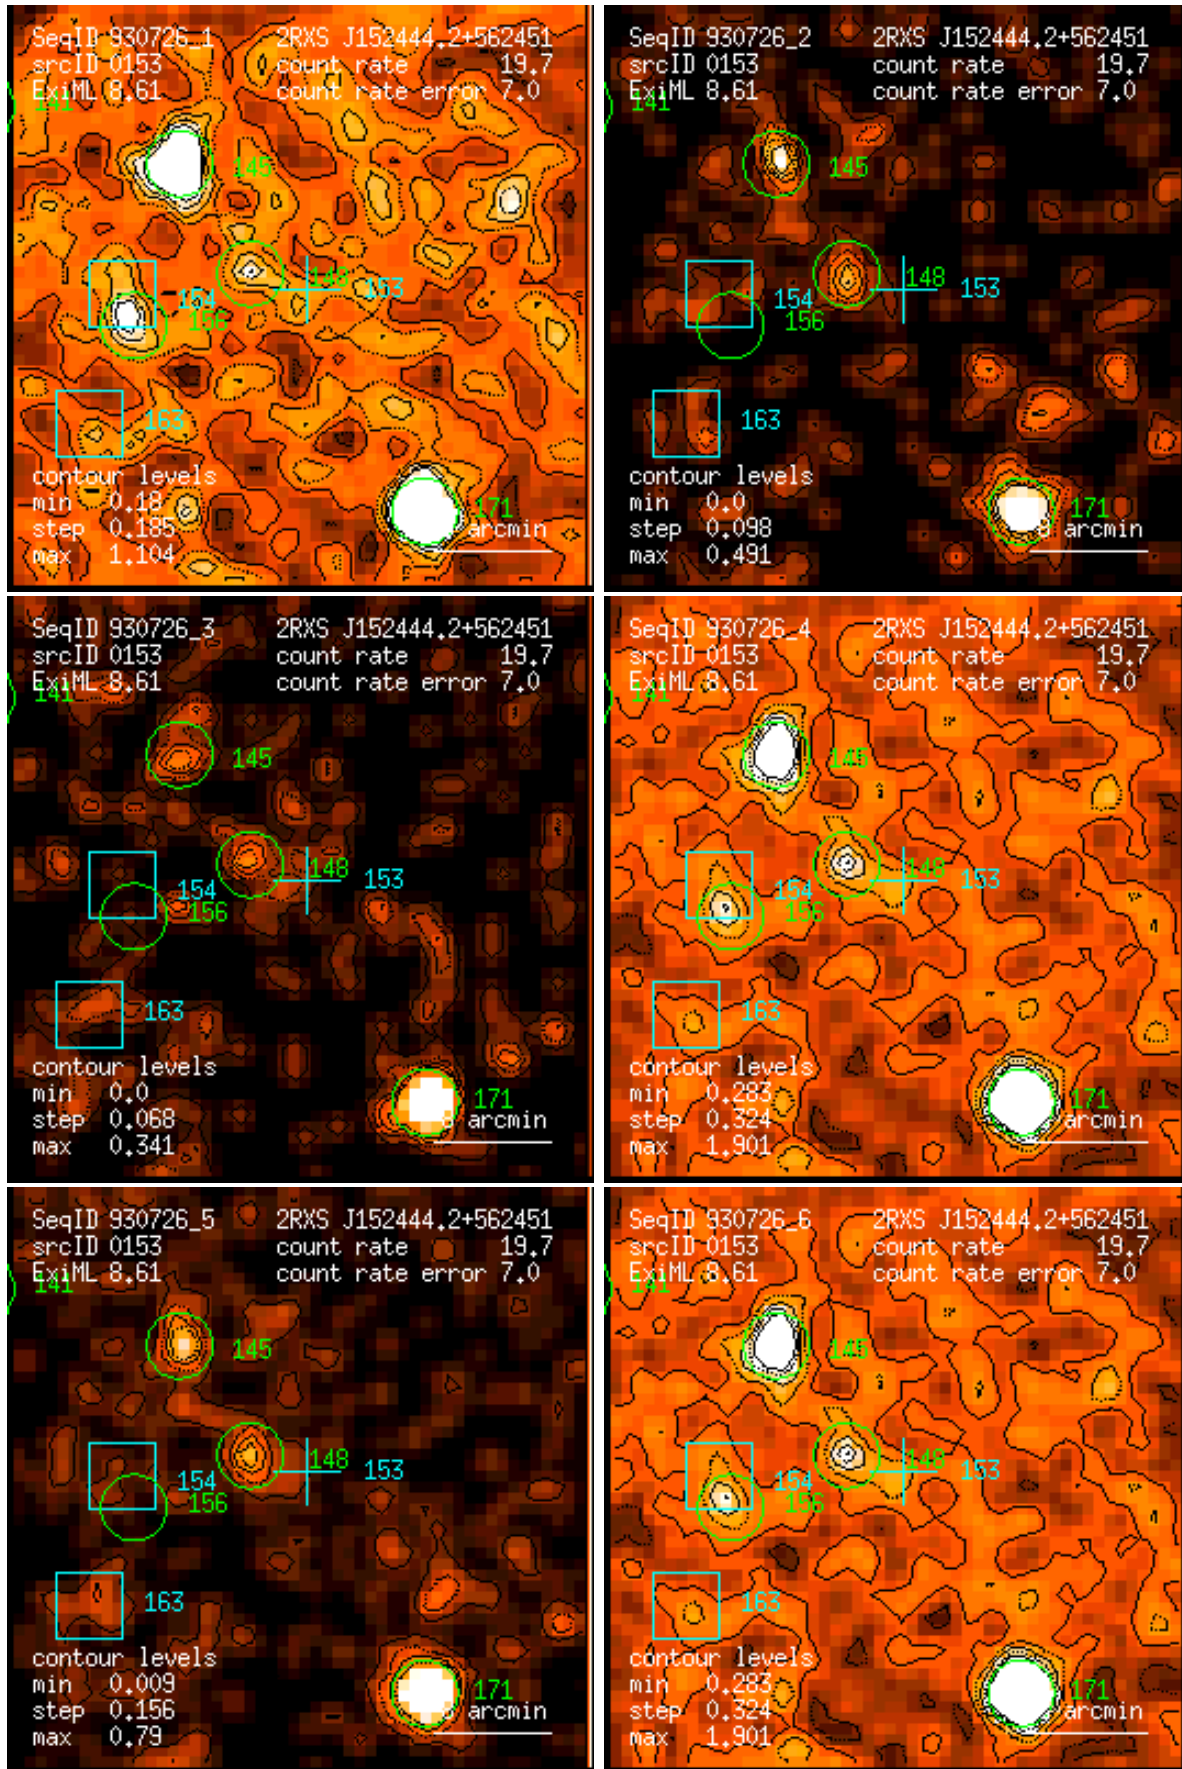 SeqID 930726_1 2RXS J152444.2+562451
srcID 0153 count rate 19.7
ExiML 8.61 count rate error 7.0
141
145
148
153
154
156
163
contour levels
min 0.18
171
step 0.185 8 arcmin
max 1.104
SeqID 930726_2 2RXS J152444.2+562451
srcID 0153 count rate 19.7
ExiML 8.61 count rate error 7.0
141
145
148
153
154
156
163
contour levels
min 0.0
171
step 0.098 8 arcmin
max 0.491
SeqID 930726_3 2RXS J152444.2+562451
srcID 0153 count rate 19.7
ExiML 8.61 count rate error 7.0
141
145
148
153
154
156
163
contour levels
min 0.0
171
step 0.068 8 arcmin
max 0.341
SeqID 930726_4 2RXS J152444.2+562451
srcID 0153 count rate 19.7
ExiML 8.61 count rate error 7.0
141
145
148
153
154
156
163
contour levels
min 0.283
171
step 0.324 arcmin
max 1.901
SeqID 930726_5 2RXS J152444.2+562451
srcID 0153 count rate 19.7
ExiML 8.61 count rate error 7.0
141
145
148
153
154
156
163
contour levels
min 0.009
171
step 0.156 8 arcmin
max 0.79
SeqID 930726_6 2RXS J152444.2+562451
srcID 0153 count rate 19.7
ExiML 8.61 count rate error 7.0
141
145
148
153
154
156
163
contour levels
min 0.283
171
step 0.324 arcmin
max 1.901